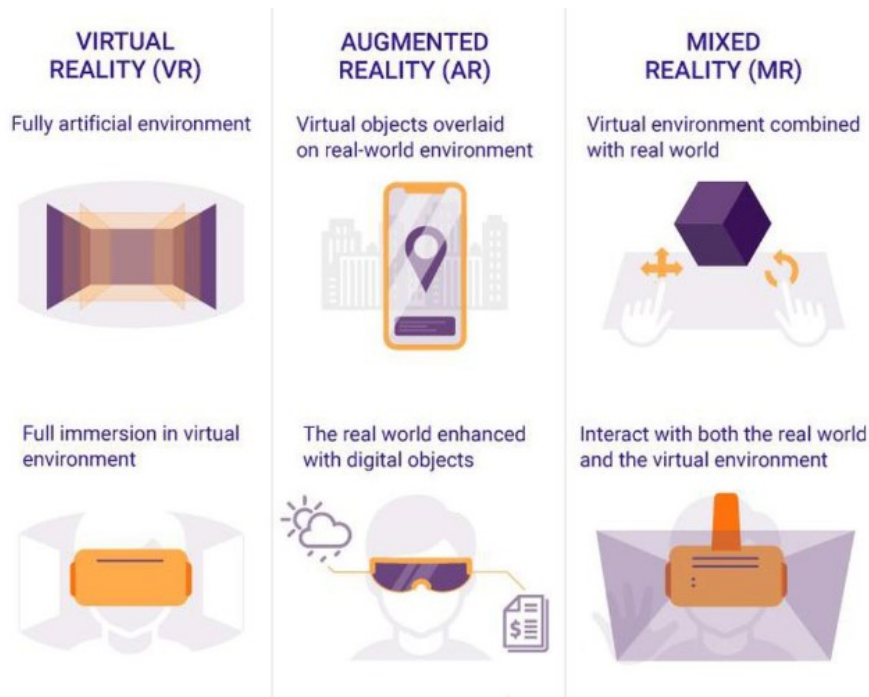 VIRTUAL
REALITY (VR)
Fully artificial environment
Full immersion in virtual
environment
AUGMENTED
REALITY (AR)
Virtual objects overlaid
on real-world environment
The real world enhanced
with digital objects
$
MIXED
REALITY (MR)
Virtual environment combined
with real world
Interact with both the real world
and the virtual environment